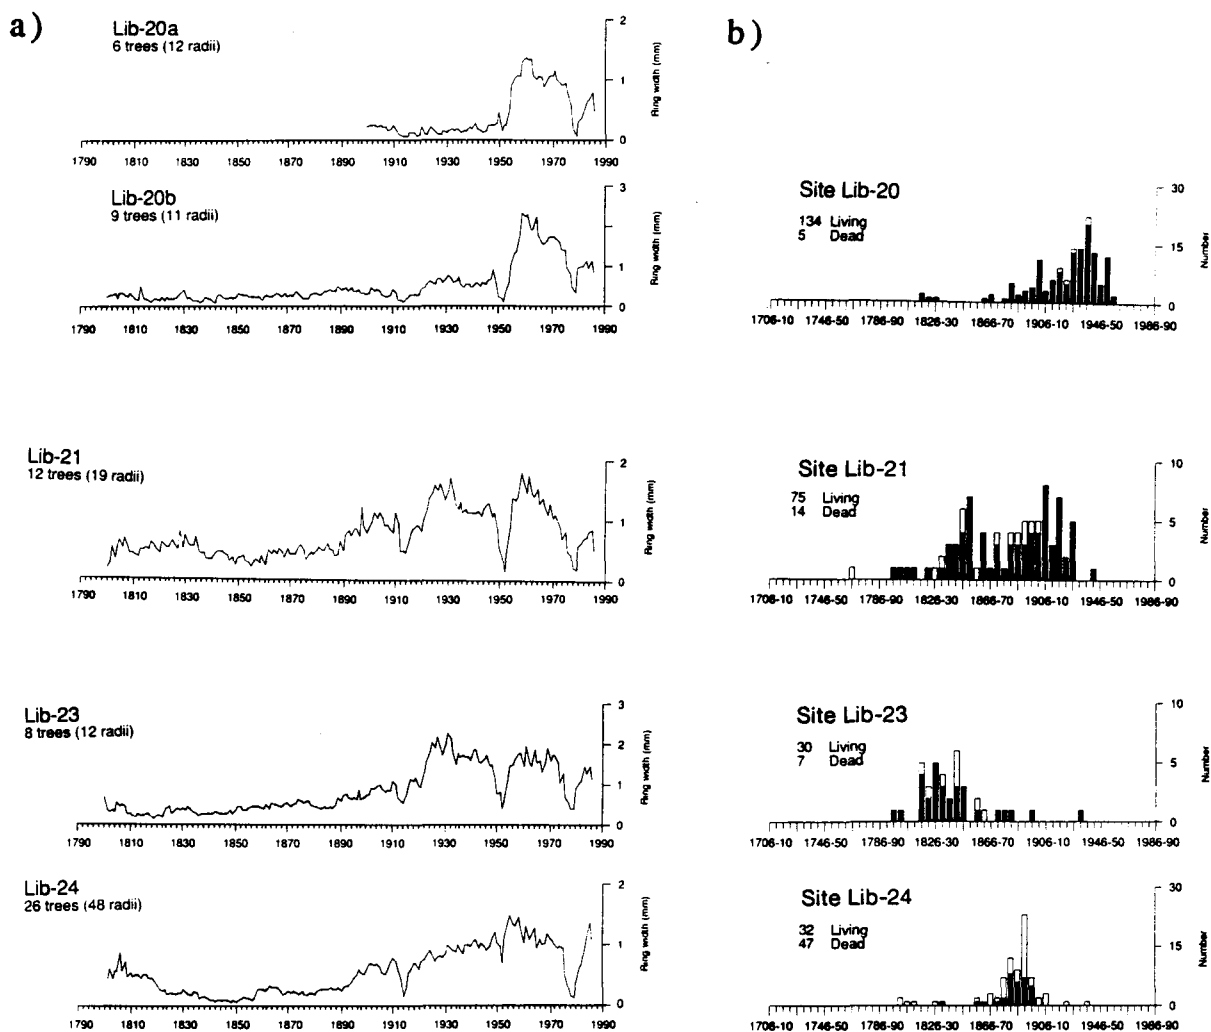 a)
Lib-20a
6 trees (12 radii)
2
1
0
Ring width (mm)
1790 1810 1830 1850 1870 1890 1910 1930 1950 1970 1990
Lib-20b
9 trees (11 radii)
3
1
0
Ring width (mm)
1790 1810 1830 1850 1870 1890 1910 1930 1950 1970 1990
Lib-21
12 trees (19 radii)
2
1
0
Ring width (mm)
1790 1810 1830 1850 1870 1890 1910 1930 1950 1970 1990
Lib-23
8 trees (12 radii)
3
2
1
0
Ring width (mm)
1790 1810 1830 1850 1870 1890 1910 1930 1950 1970 1990
Lib-24
26 trees (48 radii)
2
1
0
Ring width (mm)
1790 1810 1830 1850 1870 1890 1910 1930 1950 1970 1990
b)
Site Lib-20
134 Living
5 Dead
30
15
0
Number
1706-10 1746-50 1786-90 1826-30 1866-70 1906-10 1946-50 1986-90
Site Lib-21
75 Living
14 Dead
10
5
0
Number
1706-10 1746-50 1786-90 1826-30 1866-70 1906-10 1946-50 1986-90
Site Lib-23
30 Living
7 Dead
10
5
0
Number
1706-10 1746-50 1786-90 1826-30 1866-70 1906-10 1946-50 1986-90
Site Lib-24
32 Living
47 Dead
30
15
0
Number
1706-10 1746-50 1786-90 1826-30 1866-70 1906-10 1946-50 1986-90